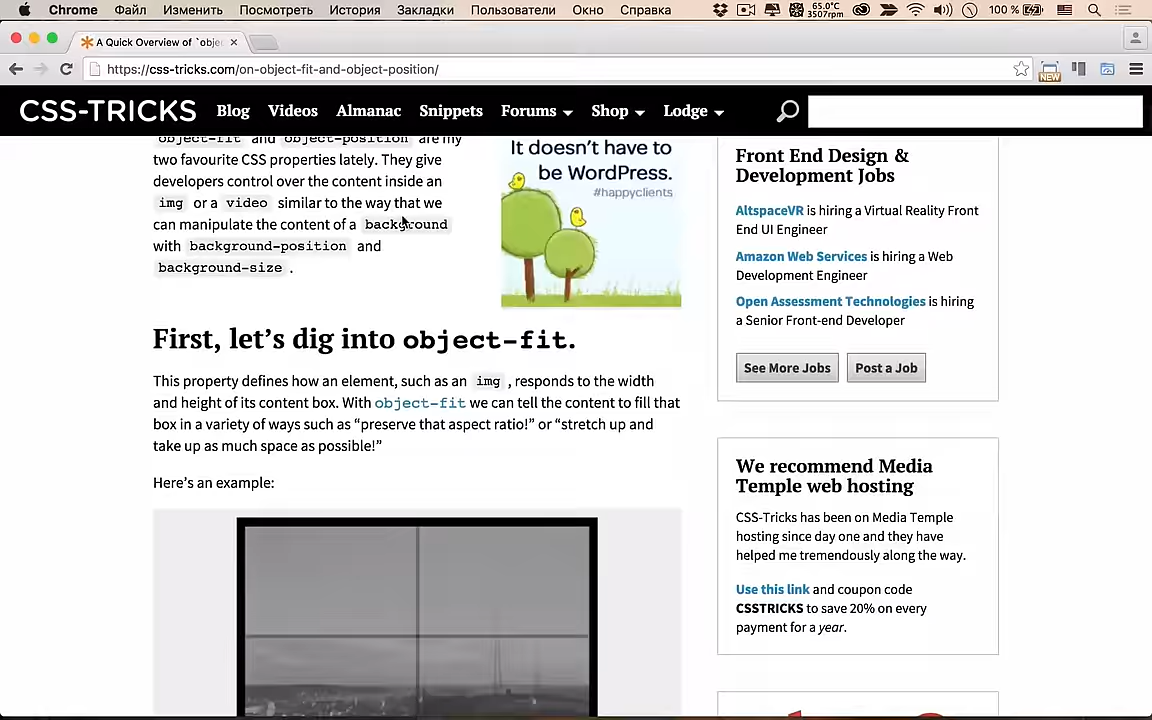 Chrome Файл Изменить Посмотреть История Закладки Пользователи Окно Справка 65.0°C 3507rpm 100 %
A Quick Overview of `obje
https://css-tricks.com/on-object-fit-and-object-position/
NEW
CSS-TRICKS Blog Videos Almanac Snippets Forums Shop Lodge
object-fit and object-position are my
two favourite CSS properties lately. They give
developers control over the content inside an
img or a video similar to the way that we
can manipulate the content of a background
with background-position and
background-size .
It doesn't have to
be WordPress.
#happyclients
First, let's dig into object-fit.
This property defines how an element, such as an img , responds to the width
and height of its content box. With object-fit we can tell the content to fill that
box in a variety of ways such as “preserve that aspect ratio!” or “stretch up and
take up as much space as possible!”
Here's an example:
Front End Design &
Development Jobs
AltspaceVR is hiring a Virtual Reality Front
End UI Engineer
Amazon Web Services is hiring a Web
Development Engineer
Open Assessment Technologies is hiring
a Senior Front-end Developer
See More Jobs Post a Job
We recommend Media
Temple web hosting
CSS-Tricks has been on Media Temple
hosting since day one and they have
helped me tremendously along the way.
Use this link and coupon code
CSSTRICKS to save 20% on every
payment for a year.